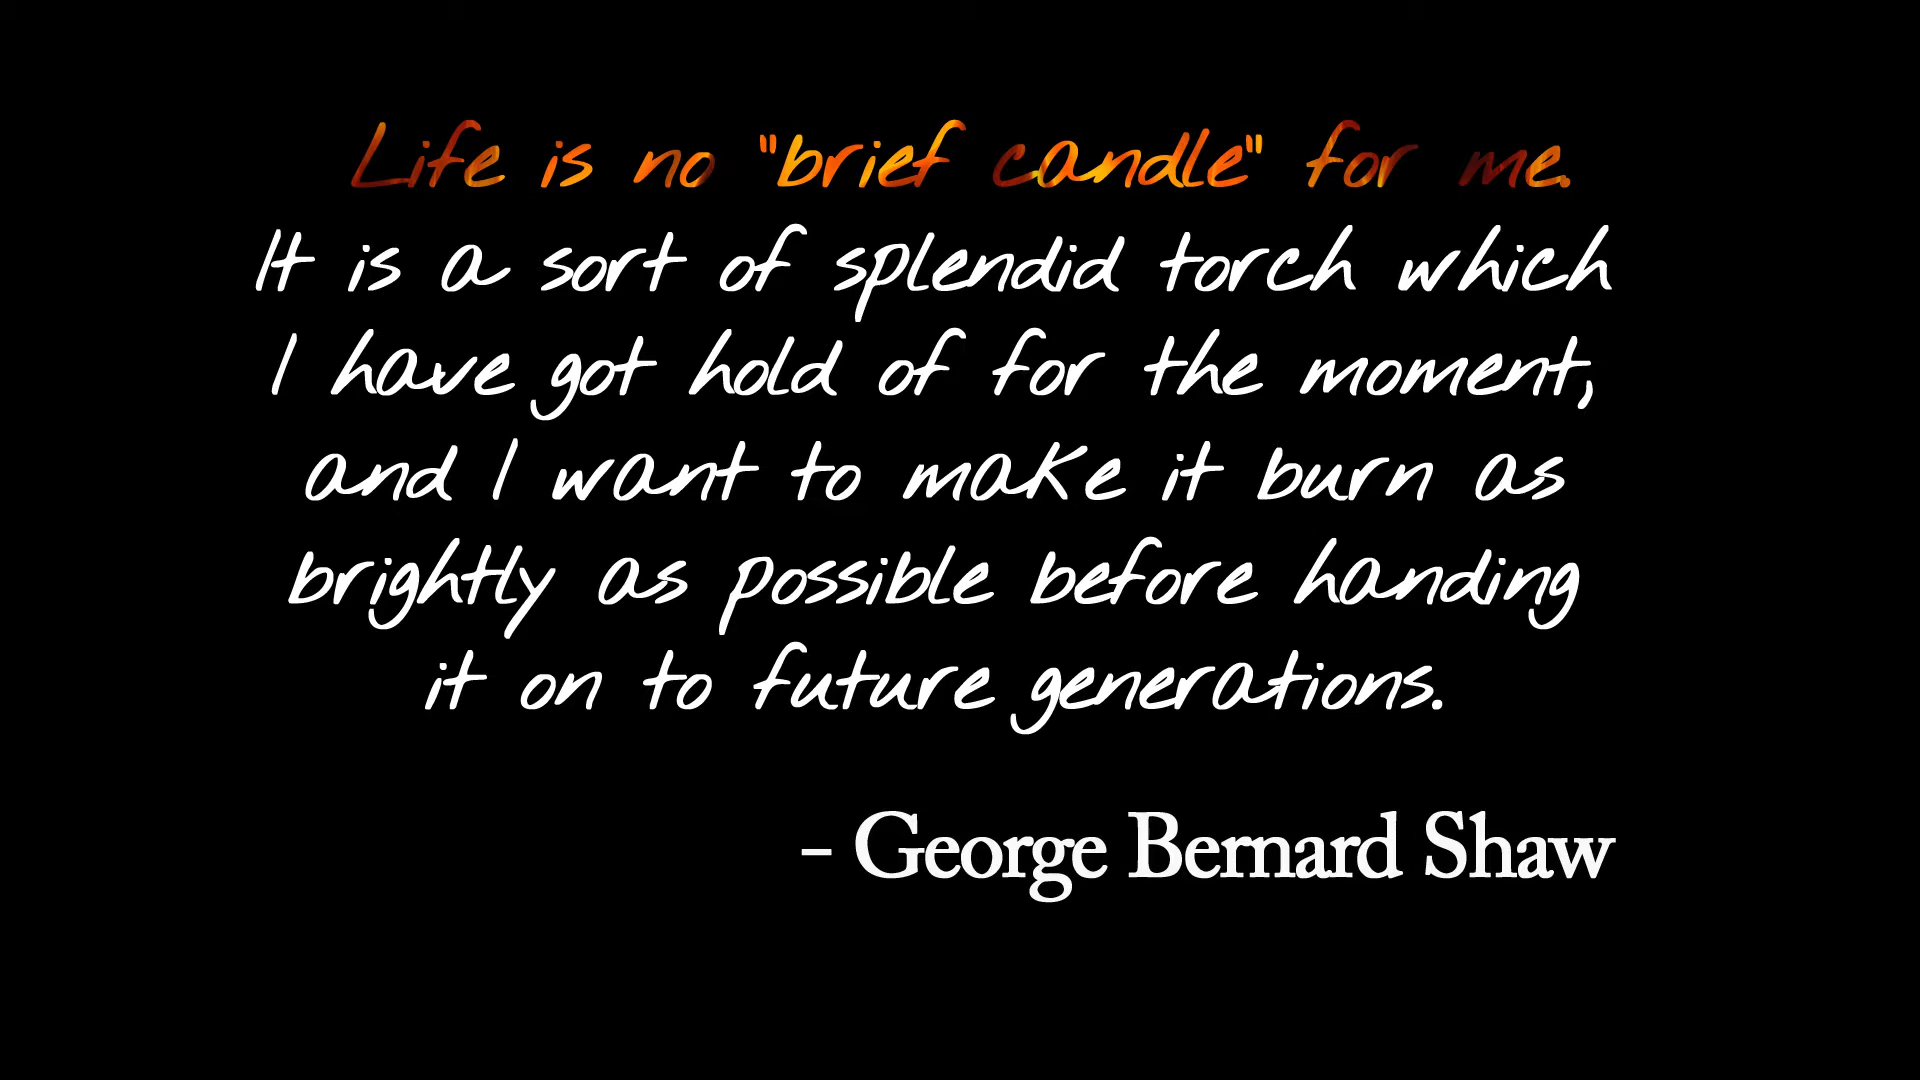 Life is no "brief candle" for me.
It is a sort of splendid torch which
I have got hold of for the moment,
and I want to make it burn as
brightly as possible before handing
it on to future generations.
- George Bernard Shaw